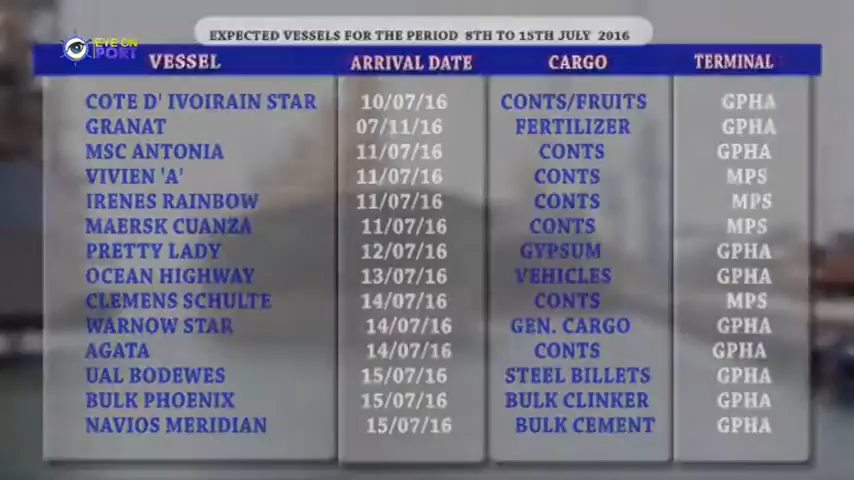 EXPECTED VESSELS FOR THE PERIOD 8TH TO 15TH JULY 2016
EYE ON
PORT
VESSEL ARRIVAL DATE CARGO TERMINAL
COTE D' IVOIRAIN STAR 10/07/16 CONTS/FRUITS GPHA
GRANAT 07/11/16 FERTILIZER GPHA
MSC ANTONIA 11/07/16 CONTS GPHA
VIVIEN 'A' 11/07/16 CONTS MPS
IRENES RAINBOW 11/07/16 CONTS MPS
MAERSK CUANZA 11/07/16 CONTS MPS
PRETTY LADY 12/07/16 GYPSUM GPHA
OCEAN HIGHWAY 13/07/16 VEHICLES GPHA
CLEMENS SCHULTE 14/07/16 CONTS MPS
WARNOW STAR 14/07/16 GEN. CARGO GPHA
AGATA 14/07/16 CONTS GPHA
UAL BODEWES 15/07/16 STEEL BILLETS GPHA
BULK PHOENIX 15/07/16 BULK CLINKER GPHA
NAVIOS MERIDIAN 15/07/16 BULK CEMENT GPHA